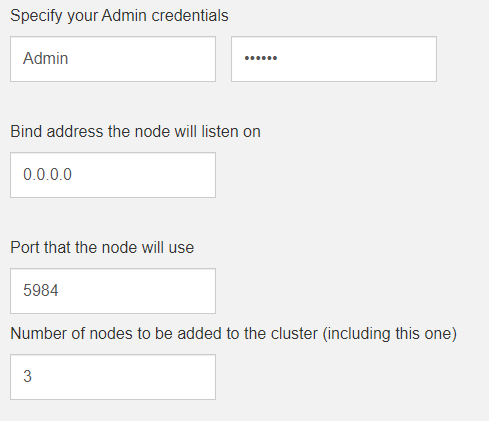 Specify your Admin credentials
Admin ••••••
Bind address the node will listen on
0.0.0.0
Port that the node will use
5984
Number of nodes to be added to the cluster (including this one)
3